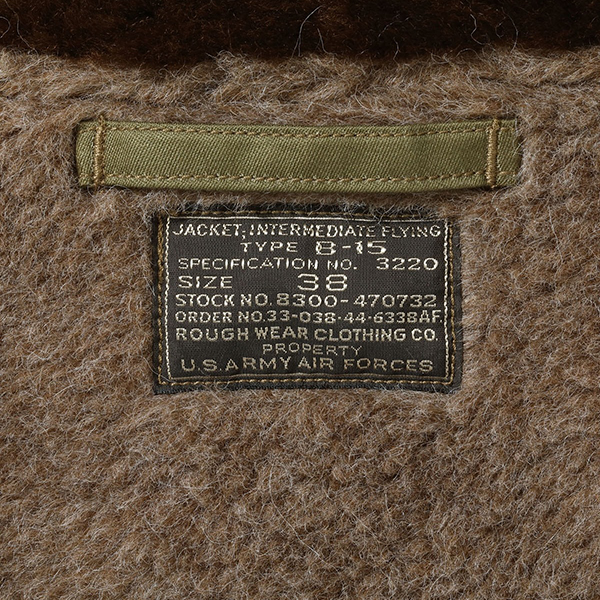 JACKET, INTERMEDIATE FLYING
TYPE B-15
SPECIFICATION NO. 3220
SIZE 38
STOCK NO. 8300-470732
ORDER NO. 33-038-44-6338AF
ROUGH WEAR CLOTHING CO.
PROPERTY
U.S. ARMY AIR FORCES